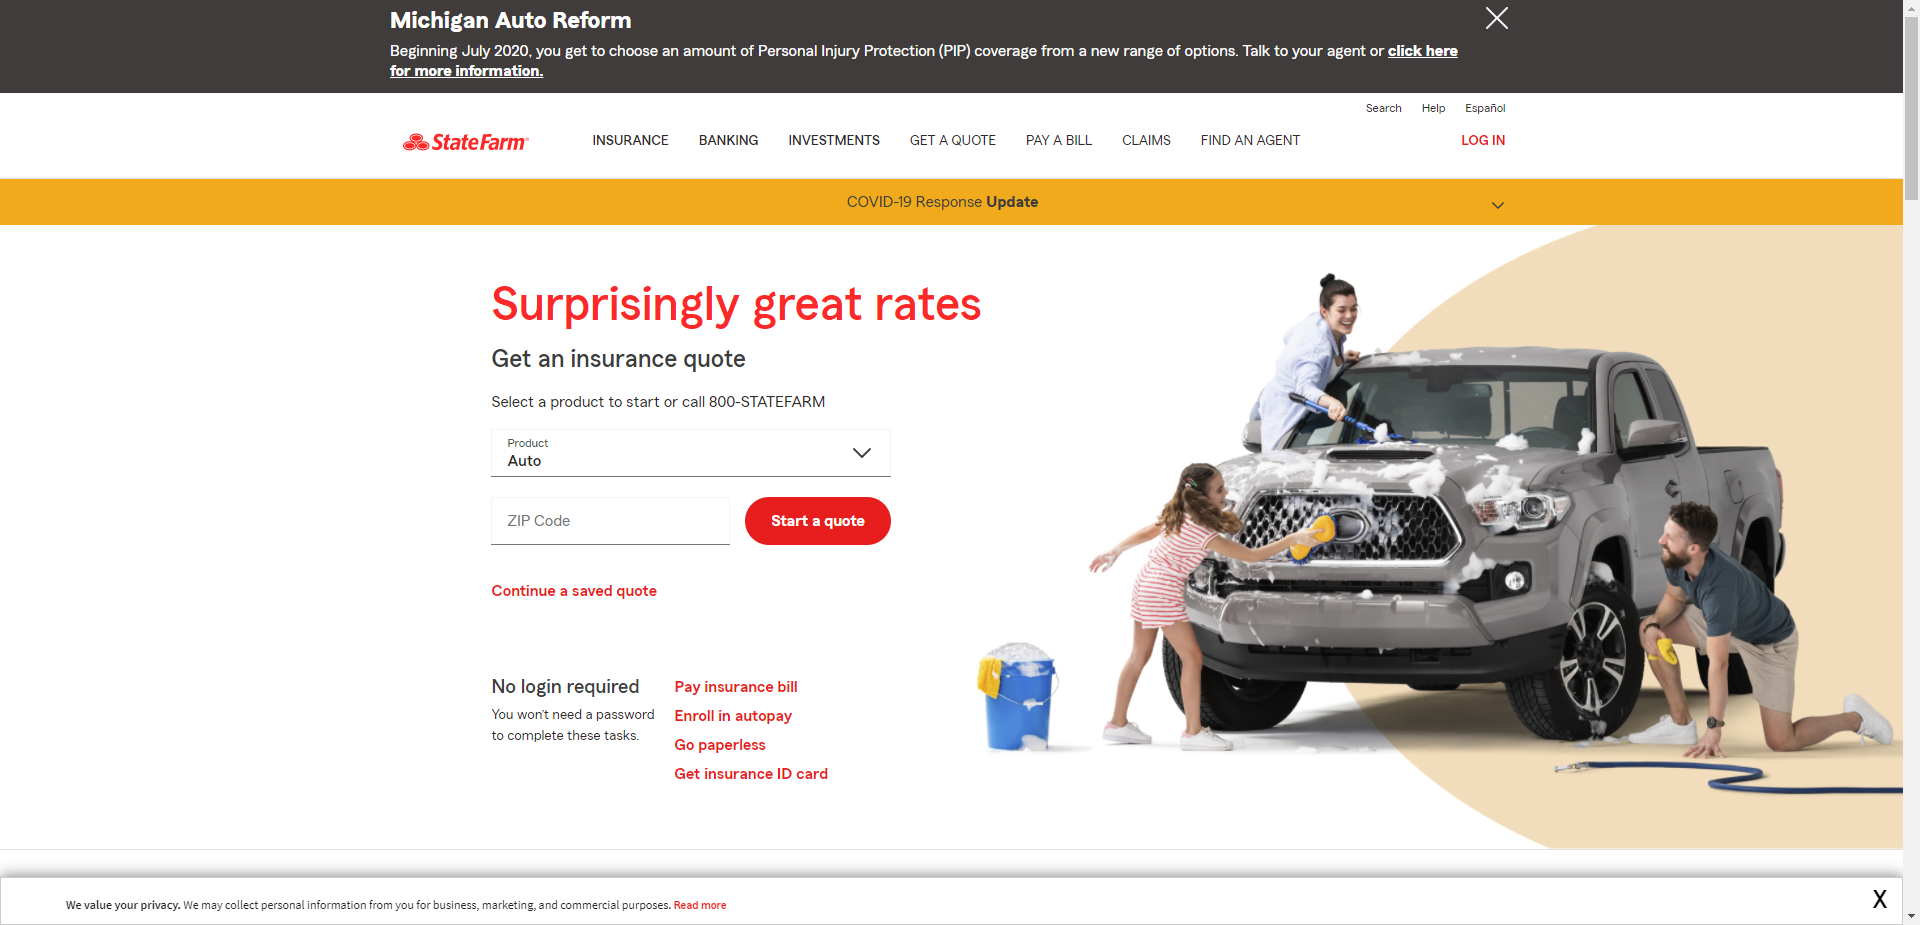 Michigan Auto Reform
Beginning July 2020, you get to choose an amount of Personal Injury Protection (PIP) coverage from a new range of options. Talk to your agent or click here
for more information.
Search Help Español
State Farm INSURANCE BANKING INVESTMENTS GET A QUOTE PAY A BILL CLAIMS FIND AN AGENT LOG IN
COVID-19 Response Update
Surprisingly great rates
Get an insurance quote
Select a product to start or call 800-STATEFARM
Product
Auto
ZIP Code
Start a quote
Continue a saved quote
No login required
You won't need a password
to complete these tasks.
Pay insurance bill
Enroll in autopay
Go paperless
Get insurance ID card
We value your privacy. We may collect personal information from you for business, marketing, and commercial purposes. Read more
X